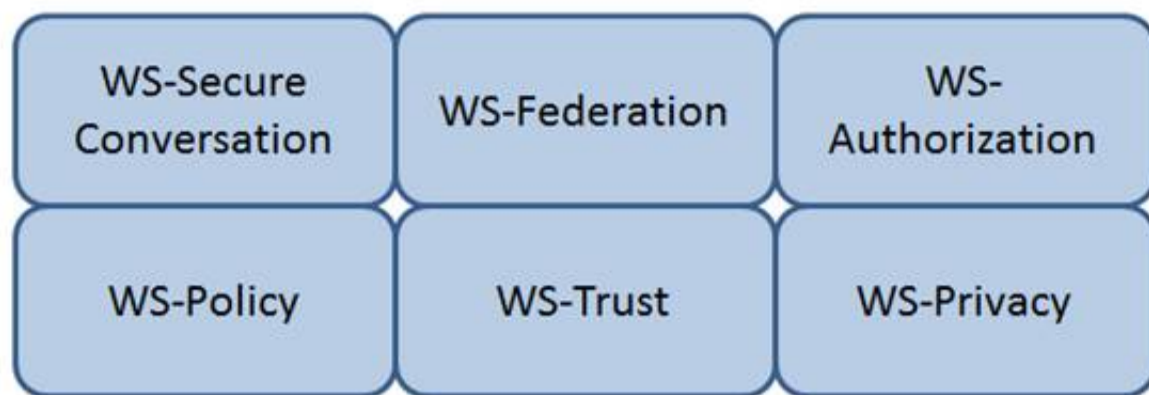 WS-Secure
Conversation
WS-Federation
WS-
Authorization
WS-Policy
WS-Trust
WS-Privacy